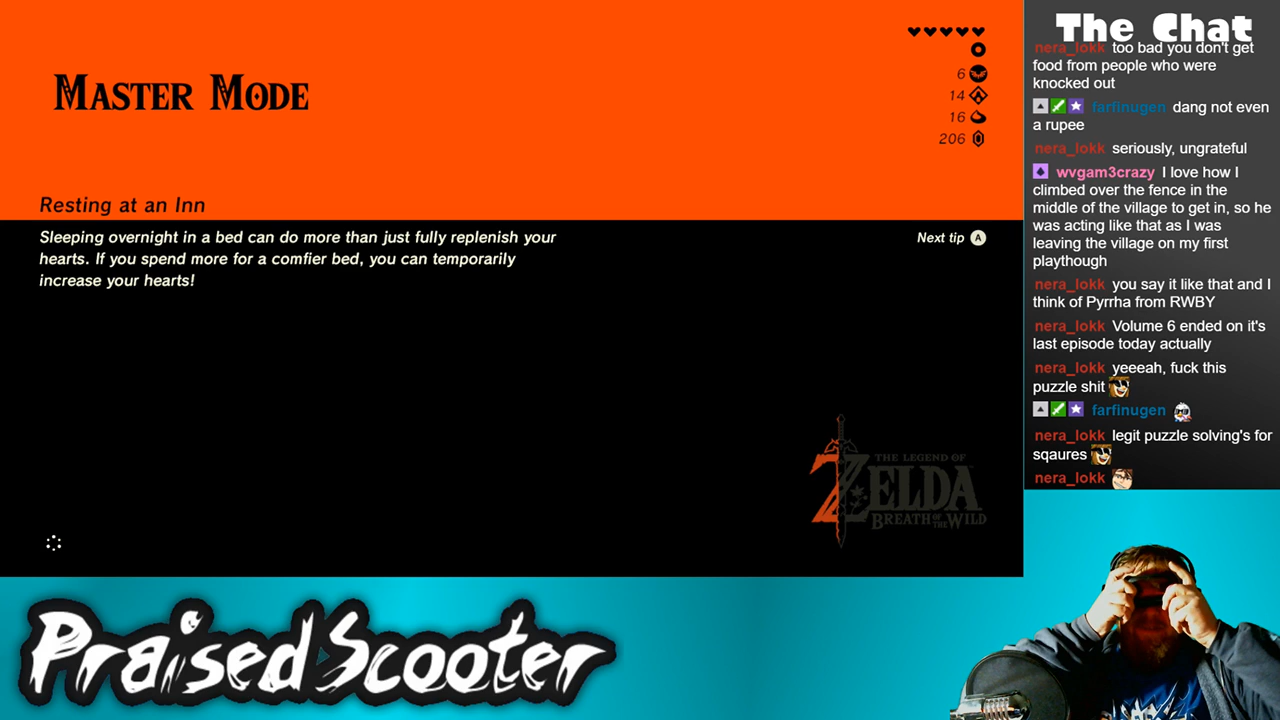 Master Mode
6
14
16
206
Resting at an Inn
Sleeping overnight in a bed can do more than just fully replenish your
hearts. If you spend more for a comfier bed, you can temporarily
increase your hearts!
Next tip A
THE LEGEND OF
ZELDA
BREATH OF THE WILD
The Chat
nera_lokk too bad you don't get
food from people who were
knocked out
farfinugen dang not even
a rupee
nera_lokk seriously, ungrateful
wvgam3crazy I love how I
climbed over the fence in the
middle of the village to get in, so he
was acting like that as I was
leaving the village on my first
playthough
nera_lokk you say it like that and I
think of Pyrrha from RWBY
nera_lokk Volume 6 ended on it's
last episode today actually
nera_lokk yeeeah, fuck this
puzzle shit
farfinugen
nera_lokk legit puzzle solving's for
sqaures
nera_lokk
PraisedScooter